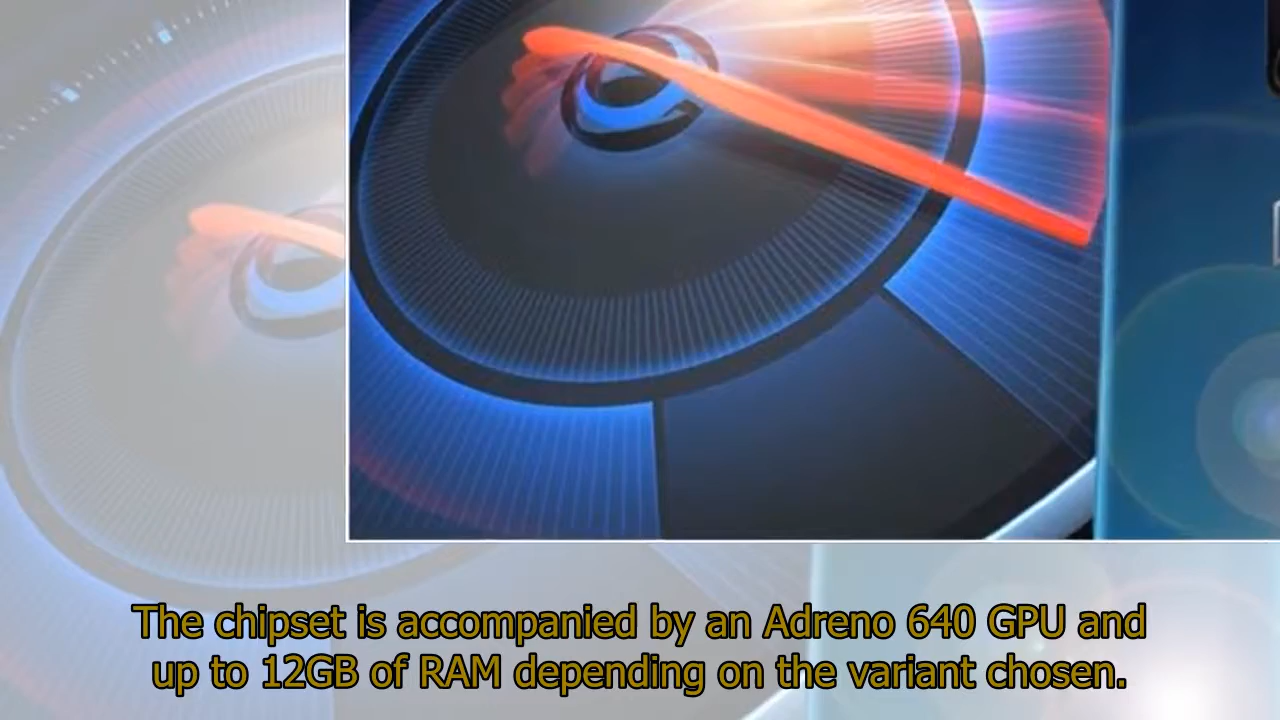 The chipset is accompanied by an Adreno 640 GPU and
up to 12GB of RAM depending on the variant chosen.